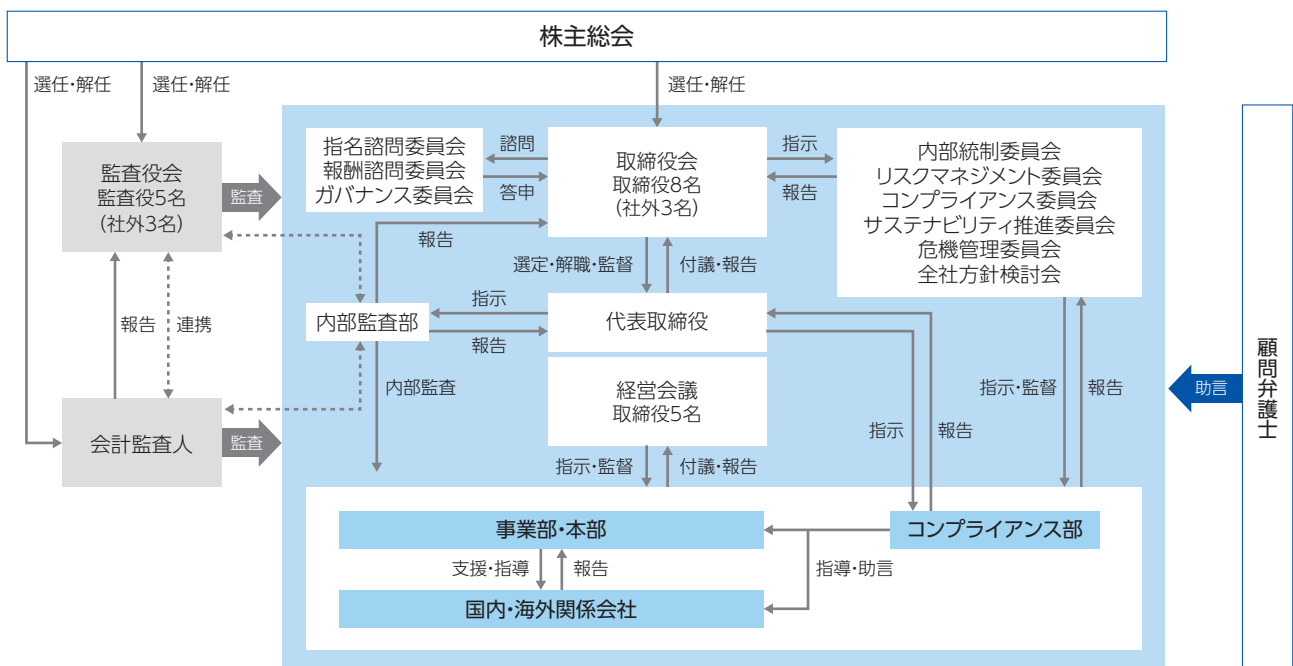 株主総会
選任・解任
選任・解任
選任・解任
監査役会
監査役5名
(社外3名)
監査
指名諮問委員会
報酬諮問委員会
ガバナンス委員会
諮問
答申
取締役会
取締役8名
(社外3名)
指示
報告
内部統制委員会
リスクマネジメント委員会
コンプライアンス委員会
サステナビリティ推進委員会
危機管理委員会
全社方針検討会
報告
選定・解職・監督
付議・報告
内部監査部
指示
報告
代表取締役
報告
連携
内部監査
経営会議
取締役5名
指示・監督
報告
助言
顧問弁護士
会計監査人
監査
指示
報告
指示・監督
付議・報告
事業部・本部
コンプライアンス部
支援・指導
報告
指導・助言
国内・海外関係会社